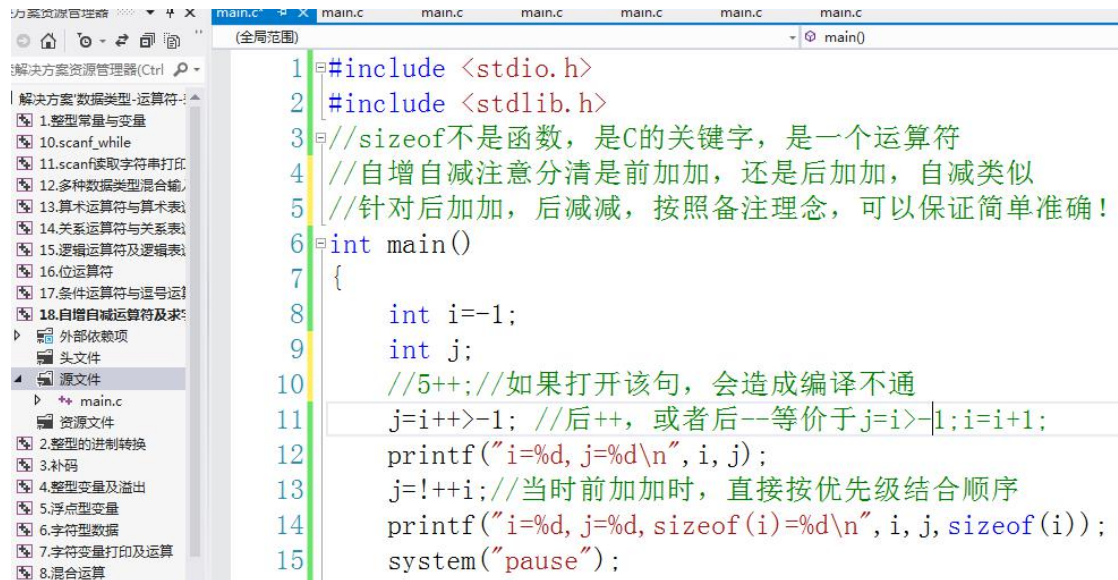 方案资源管理器
main.c* main.c main.c main.c main.c main.c main.c
(全局范围) main()
解决方案资源管理器(Ctrl
解决方案'数据类型-运算符-
1.整型常量与变量
10.scanf_while
11.scanf读取字符串打印
12.多种数据类型混合输
13.算术运算符与算术表
14.关系运算符与关系表
15.逻辑运算符及逻辑表
16.位运算符
17.条件运算符与逗号运
18.自增自减运算符及求
外部依赖项
头文件
源文件
main.c
资源文件
2.整型的进制转换
3.补码
4.整型变量及溢出
5.浮点型变量
6.字符型数据
7.字符变量打印及运算
8.混合运算
1 #include <stdio.h>
2 #include <stdlib.h>
3 //sizeof不是函数，是C的关键字，是一个运算符
4 //自增自减注意分清是前加加，还是后加加，自减类似
5 //针对后加加，后减减，按照备注理念，可以保证简单准确！
6 int main()
7 {
8 int i=-1;
9 int j;
10 //5++;//如果打开该句，会造成编译不通
11 j=i++>-1; //后++，或者后--等价于j=i>-1;i=i+1;
12 printf("i=%d,j=%d\n",i,j);
13 j=!++i;//当时前加加时，直接按优先级结合顺序
14 printf("i=%d,j=%d,sizeof(i)=%d\n",i,j,sizeof(i));
15 system("pause");